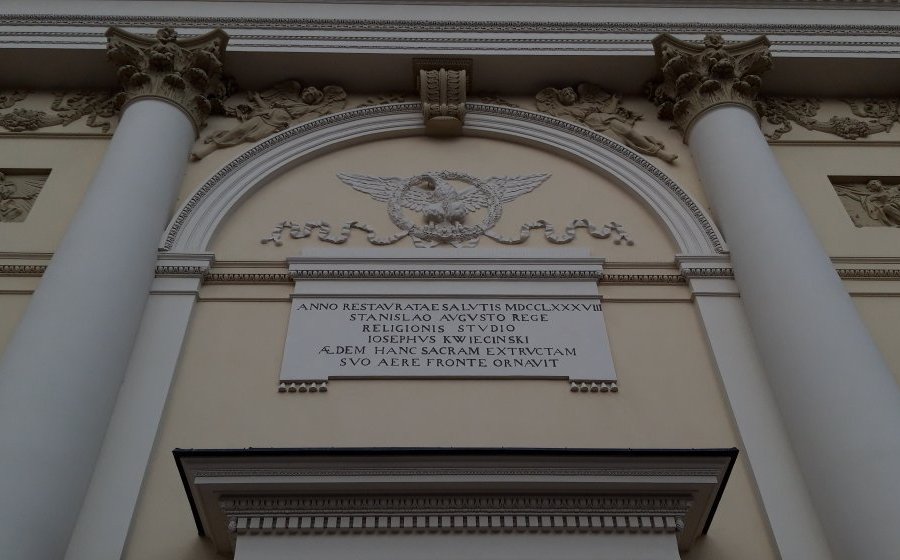 ANNO RESTAVRATAE SALVTIS MDCCLXXXVIII
STANISLAO AVGVSTO REGE
RELIGIONIS STVDIO
IOSEPHVS KWIECINSKI
ÆDEM HANC SACRAM EXTRVCTAM
SVO AERE FRONTE ORNAVIT